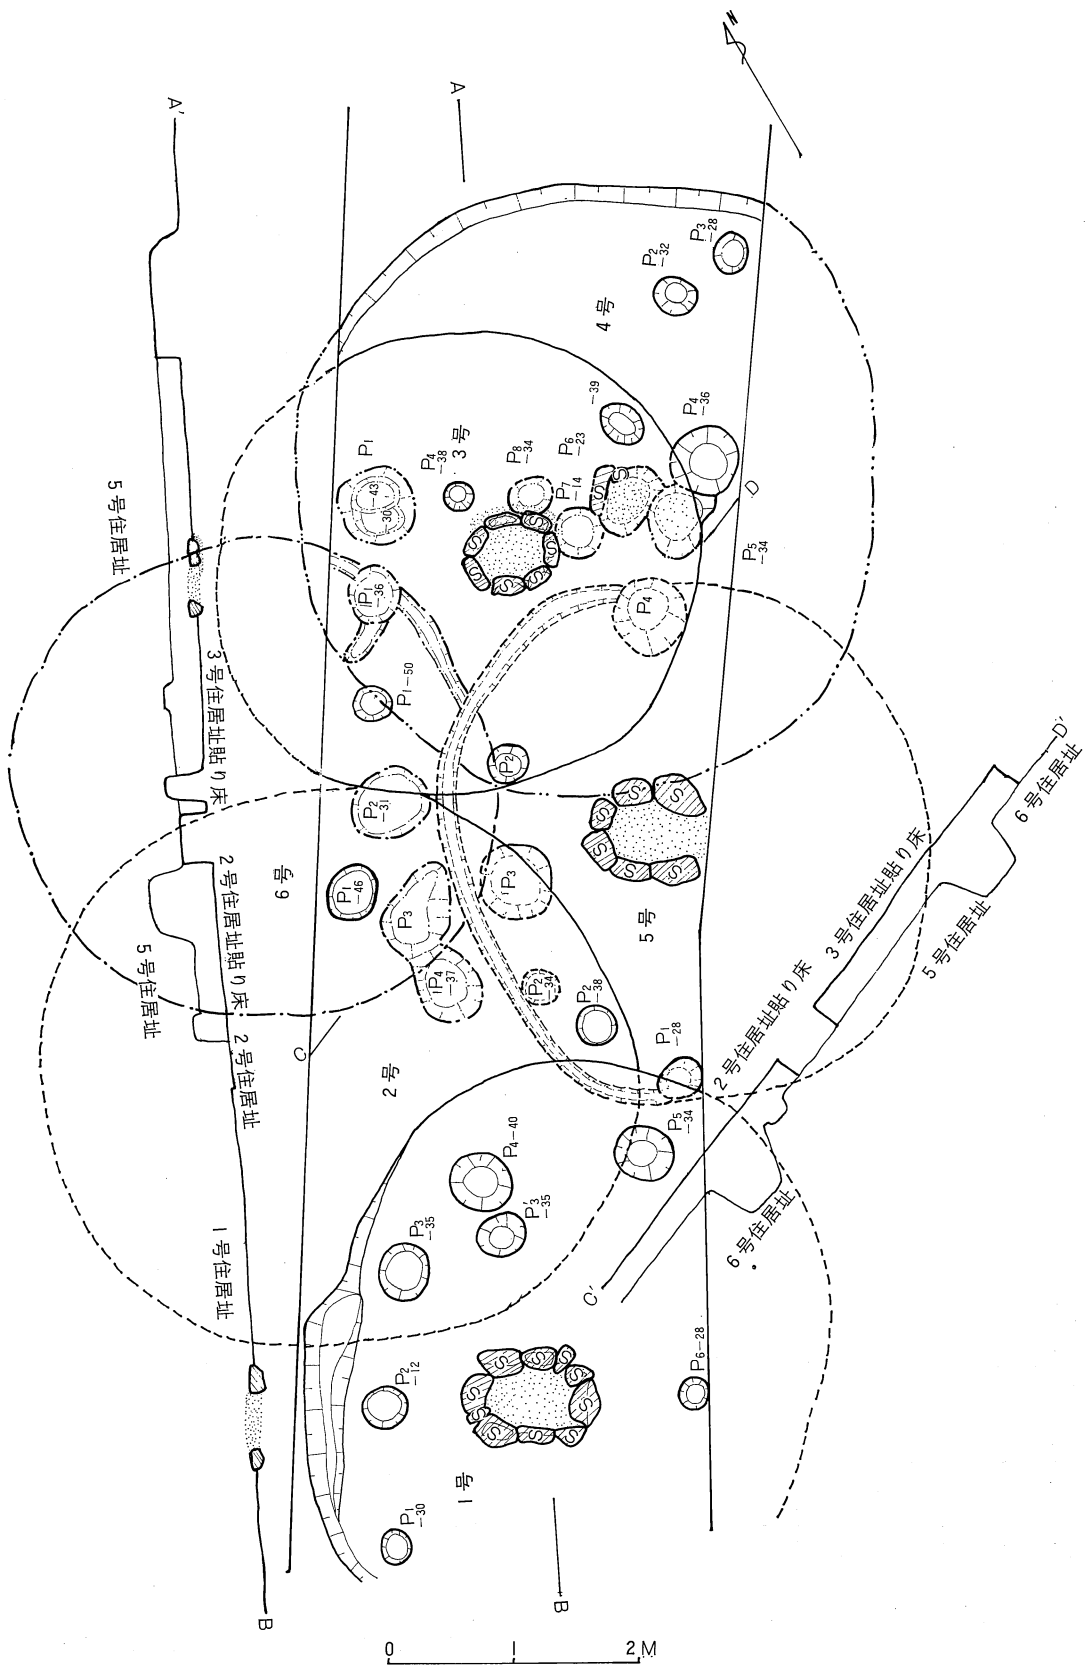 N
A
A'
P3 -28
P2 -32
4号
-39
P4 -36
P6 -23
P8 -34
3号
P4 -38
P1
-43
-30
P7 -14
S
S
S
S
S
S
S
D
P5 -34
5号住居址
P1 -36
P4
P1-50
3号住居址貼り床
P2
P2 -31
S
S
S
S
S
S
D'
6号住居址
3号住居址貼り床
5号住居址
6号
P1 -46
P3
P3
P4 -37
5号
P2 -34
P2 -38
P1 -28
2号住居址貼り床
5号住居址
2号住居址
C
2号
2号住居址貼り床
P5 -34
P4-40
P'3 -35
P3 -35
6号住居址
C'
1号住居址
P2 -12
S
S
S
S
S
S
S
S
S
S
P6-28
1号
P1 -30
B
B
0 1 2M